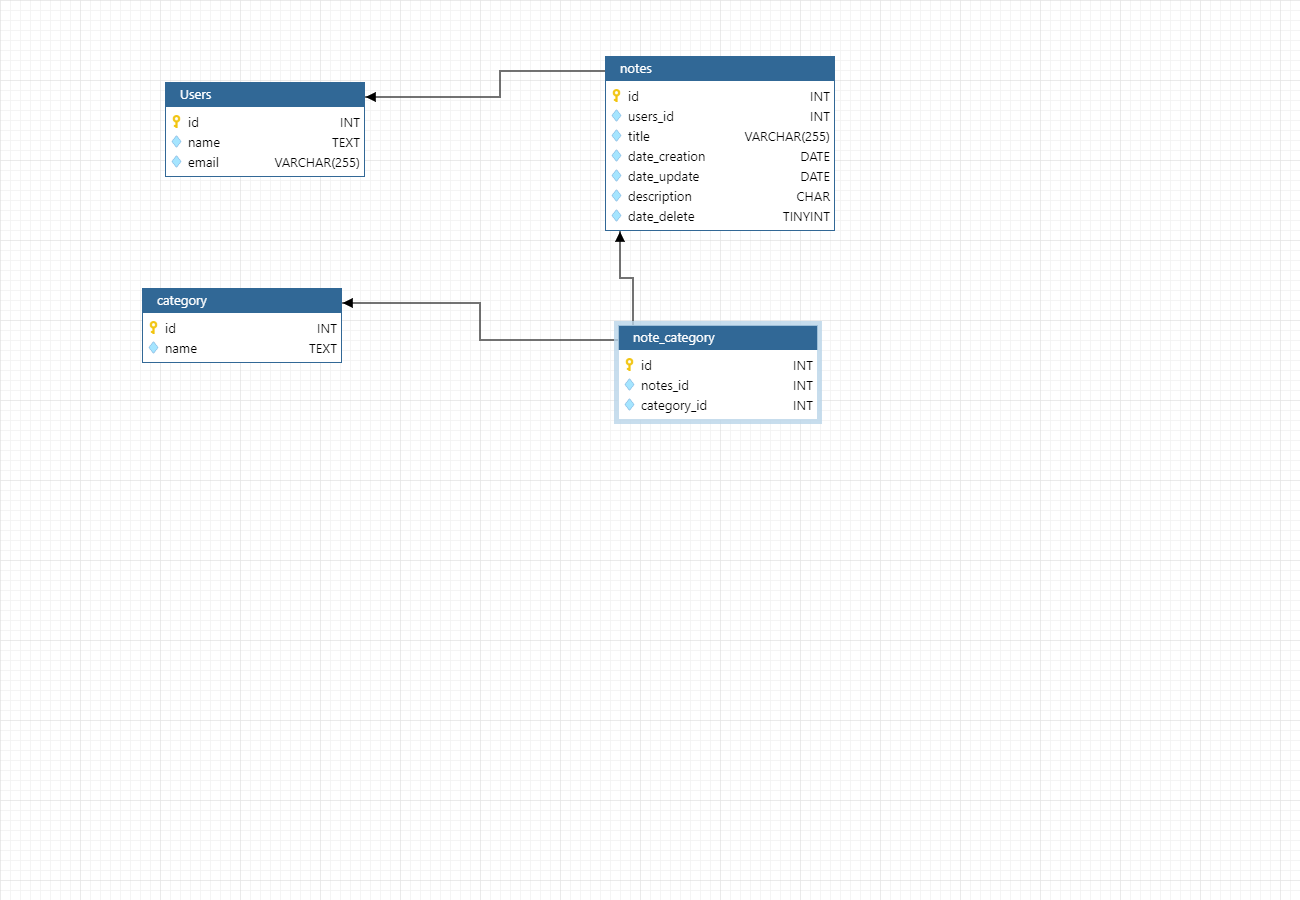 Users
id INT
name TEXT
email VARCHAR(255)
notes
id INT
users_id INT
title VARCHAR(255)
date_creation DATE
date_update DATE
description CHAR
date_delete TINYINT
category
id INT
name TEXT
note_category
id INT
notes_id INT
category_id INT